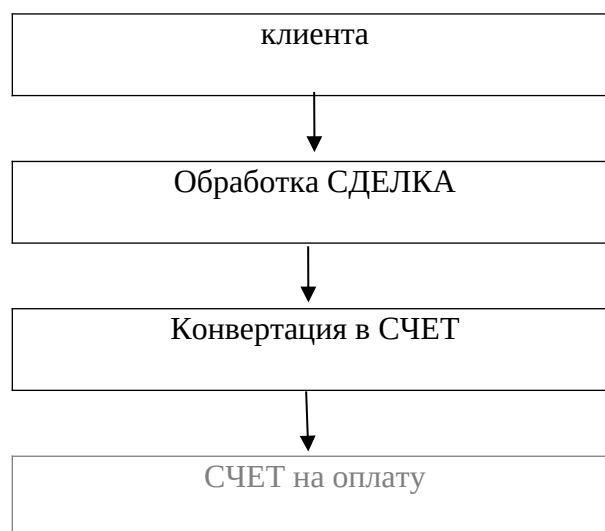 клиента
Обработка СДЕЛКА
Конвертация в СЧЕТ
СЧЕТ на оплату